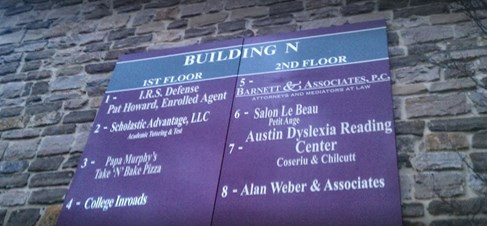 BUILDING N
1ST FLOOR
1 - I.R.S. Defense
Pat Howard, Enrolled Agent
2 - Scholastic Advantage, LLC
Academic Tutoring & Test
3 - Papa Murphy's
Take 'N' Bake Pizza
4 - College Inroads
2ND FLOOR
5 -
BARNETT & ASSOCIATES, P.C.
ATTORNEYS AND MEDIATORS AT LAW
6 - Salon Le Beau
Petit Ange
Austin Dyslexia Reading
7 - Center
Coseriu & Chilcutt
8 - Alan Weber & Associates